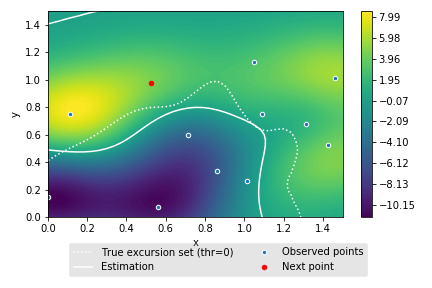 1.4
1.2
1.0
0.8
0.6
0.4
0.2
0.0
y
0.0 0.2 0.4 0.6 0.8 1.0 1.2 1.4
x
7.99
5.98
3.96
1.95
−0.07
−2.09
−4.10
−6.12
−8.13
−10.15
True excursion set (thr=0)
Estimation
Observed points
Next point